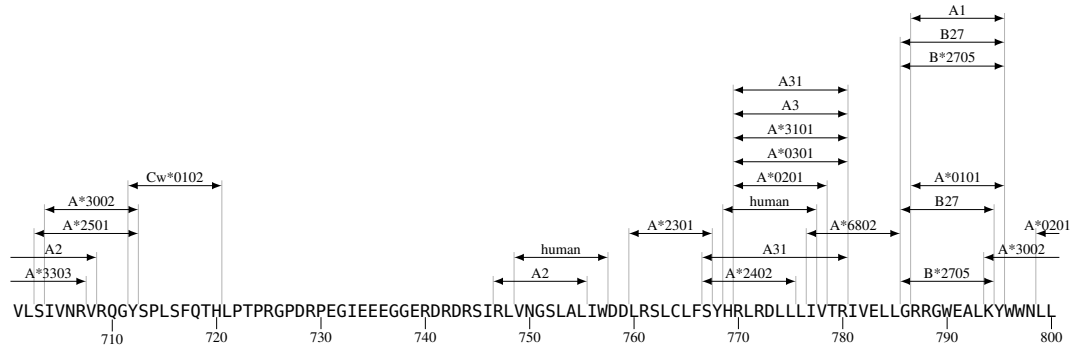 A1
B27
B*2705
A31
A3
A*3101
A*0301
Cw*0102 A*0201 A*0101
A*3002 human B27
A*2501 A*2301 A*6802 A*0201
A2 human A31 A*3002
A*3303 A2 A*2402 B*2705
VLSIVNRVRQGYSPLSFQTHLPTPRGPDRPEGIEEEGGERDRDRSIRLVNGSLALIWDDLRSLCLFSYHRLRDLLLIVTRIVELLGRRGWEALKYWWNLL
710 720 730 740 750 760 770 780 790 800